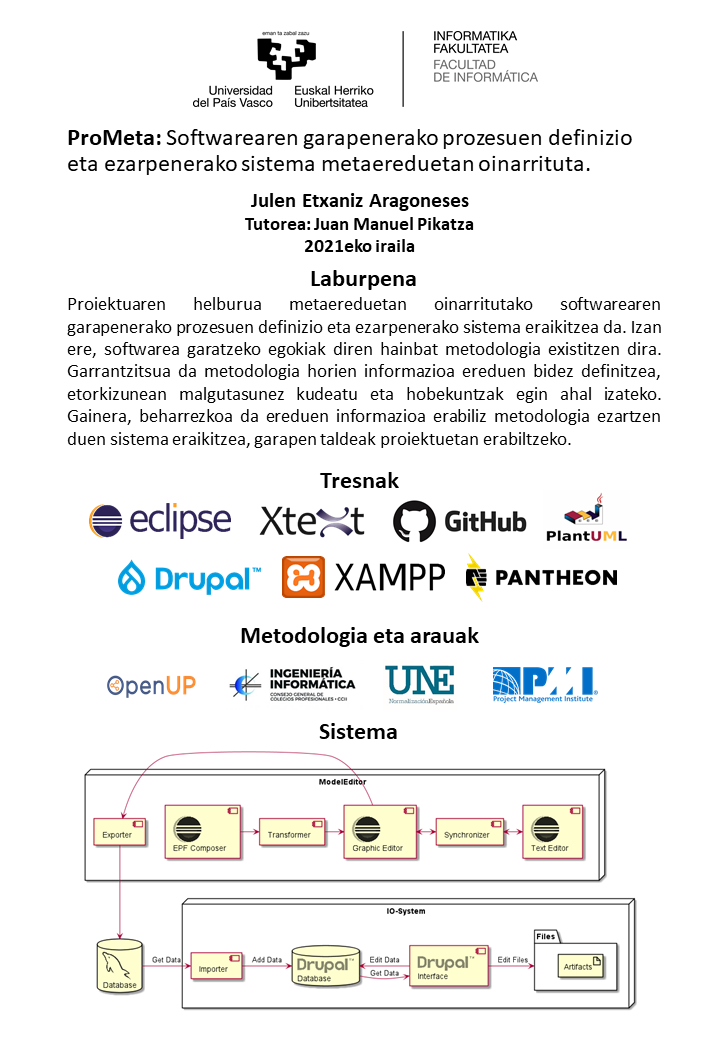 eman ta zabal zazu
Universidad
del País Vasco
Euskal Herriko
Unibertsitatea
INFORMATIKA
FAKULTATEA
FACULTAD
DE INFORMÁTICA
ProMeta: Softwarearen garapenerako prozesuen definizio
eta ezarpenerako sistema metaereduetan oinarrituta.
Julen Etxaniz Aragoneses
Tutorea: Juan Manuel Pikatza
2021eko iraila
Laburpena
Proiektuaren helburua metaereduetan oinarritutako softwarearen
garapenerako prozesuen definizio eta ezarpenerako sistema eraikitzea da. Izan
ere, softwarea garatzeko egokiak diren hainbat metodologia existitzen dira.
Garrantzitsua da metodologia horien informazioa ereduen bidez definitzea,
etorkizunean malgutasunez kudeatu eta hobekuntzak egin ahal izateko.
Gainera, beharrezkoa da ereduen informazioa erabiliz metodologia ezartzen
duen sistema eraikitzea, garapen taldeak proiektuetan erabiltzeko.
Tresnak
eclipse
Xtext
GitHub
PlantUML
Drupal™
XAMPP
PANTHEON
Metodologia eta arauak
OpenUP
INGENIERÍA
INFORMÁTICA
CONSEJO GENERAL DE
COLEGIOS PROFESIONALES • CCII
UNE
Normalización Española
PMI®
Project Management Institute
Sistema
ModelEditor
Exporter
EPF Composer
Transformer
Graphic Editor
Synchronizer
Text Editor
IO-System
Database
Get Data
Importer
Add Data
Drupal™
Database
Edit Data
Get Data
Drupal™
Interface
Edit Files
Files
Artifacts